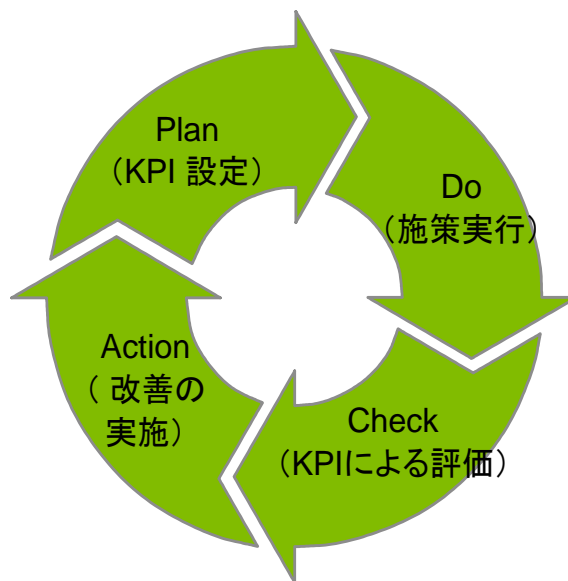 Plan
（KPI 設定）
Do
（施策実行）
Check
（KPIによる評価）
Action
（ 改善の
実施）